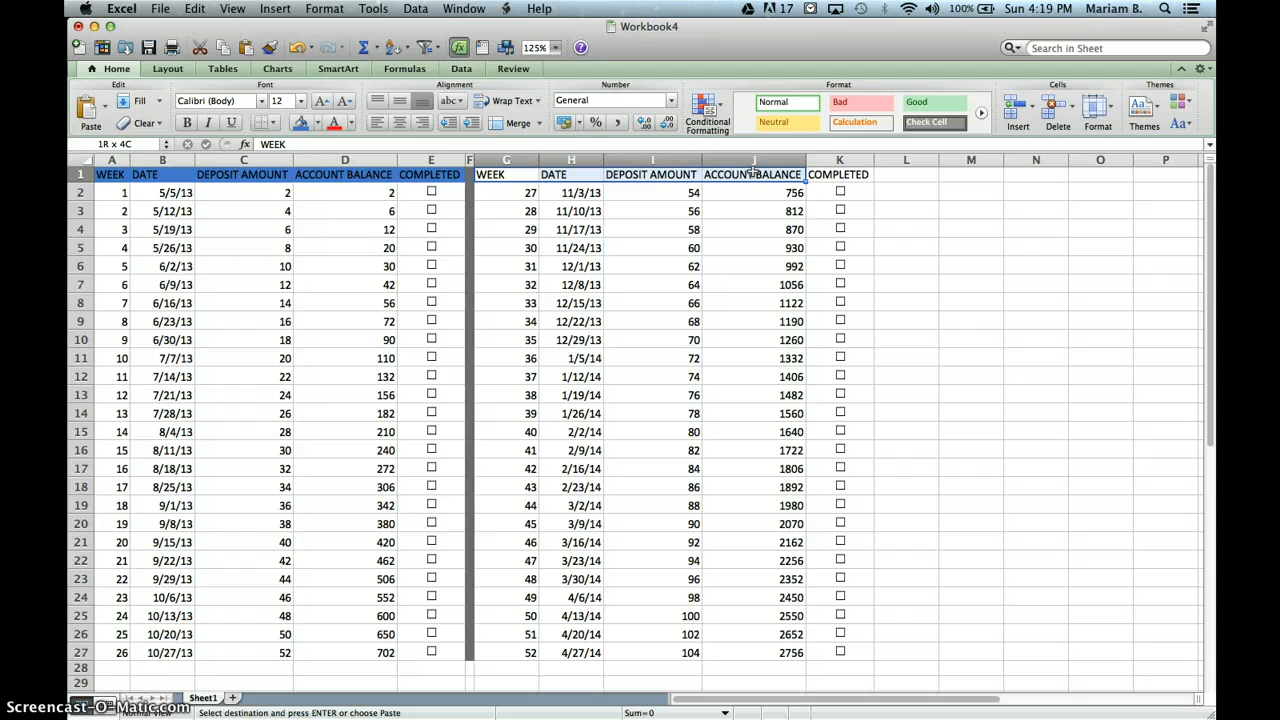 Excel File Edit View Insert Format Tools Data Window Help 17 100% Sun 4:19 PM Mariam B.
Workbook4
125% Search in Sheet
Home Layout Tables Charts SmartArt Formulas Data Review
Edit Font Alignment Number Format Cells Themes
Fill Calibri (Body) 12 A A abc Wrap Text General Normal Bad Good
Paste Clear B I U A Merge % Conditional Formatting Neutral Calculation Check Cell Insert Delete Format Themes Aa
1R x 4C fx WEEK
A B C D E F G H I J K L M N O P
1 WEEK DATE DEPOSIT AMOUNT ACCOUNT BALANCE COMPLETED WEEK DATE DEPOSIT AMOUNT ACCOUNT BALANCE COMPLETED
2 1 5/5/13 2 2 27 11/3/13 54 756
3 2 5/12/13 4 6 28 11/10/13 56 812
4 3 5/19/13 6 12 29 11/17/13 58 870
5 4 5/26/13 8 20 30 11/24/13 60 930
6 5 6/2/13 10 30 31 12/1/13 62 992
7 6 6/9/13 12 42 32 12/8/13 64 1056
8 7 6/16/13 14 56 33 12/15/13 66 1122
9 8 6/23/13 16 72 34 12/22/13 68 1190
10 9 6/30/13 18 90 35 12/29/13 70 1260
11 10 7/7/13 20 110 36 1/5/14 72 1332
12 11 7/14/13 22 132 37 1/12/14 74 1406
13 12 7/21/13 24 156 38 1/19/14 76 1482
14 13 7/28/13 26 182 39 1/26/14 78 1560
15 14 8/4/13 28 210 40 2/2/14 80 1640
16 15 8/11/13 30 240 41 2/9/14 82 1722
17 16 8/18/13 32 272 42 2/16/14 84 1806
18 17 8/25/13 34 306 43 2/23/14 86 1892
19 18 9/1/13 36 342 44 3/2/14 88 1980
20 19 9/8/13 38 380 45 3/9/14 90 2070
21 20 9/15/13 40 420 46 3/16/14 92 2162
22 21 9/22/13 42 462 47 3/23/14 94 2256
23 22 9/29/13 44 506 48 3/30/14 96 2352
24 23 10/6/13 46 552 49 4/6/14 98 2450
25 24 10/13/13 48 600 50 4/13/14 100 2550
26 25 10/20/13 50 650 51 4/20/14 102 2652
27 26 10/27/13 52 702 52 4/27/14 104 2756
28
29
Sheet1
Screencast-O-Matic.com
Normal View Select destination and press ENTER or choose Paste Sum=0